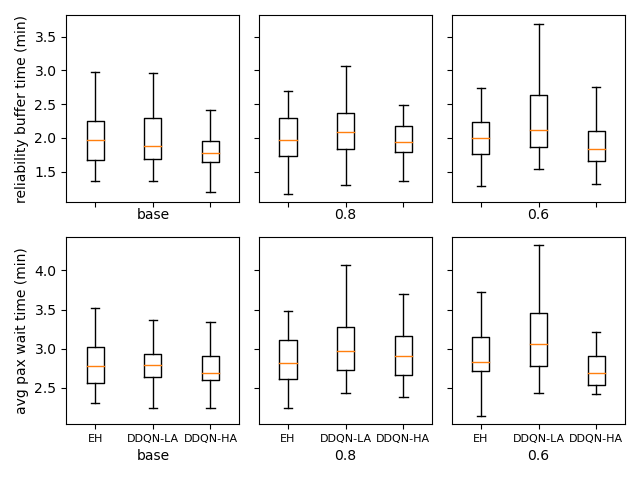 reliability buffer time (min)
3.5
3.0
2.5
2.0
1.5
base
0.8
0.6
avg pax wait time (min)
4.0
3.5
3.0
2.5
EH DDQN-LA DDQN-HA
EH DDQN-LA DDQN-HA
EH DDQN-LA DDQN-HA
base
0.8
0.6